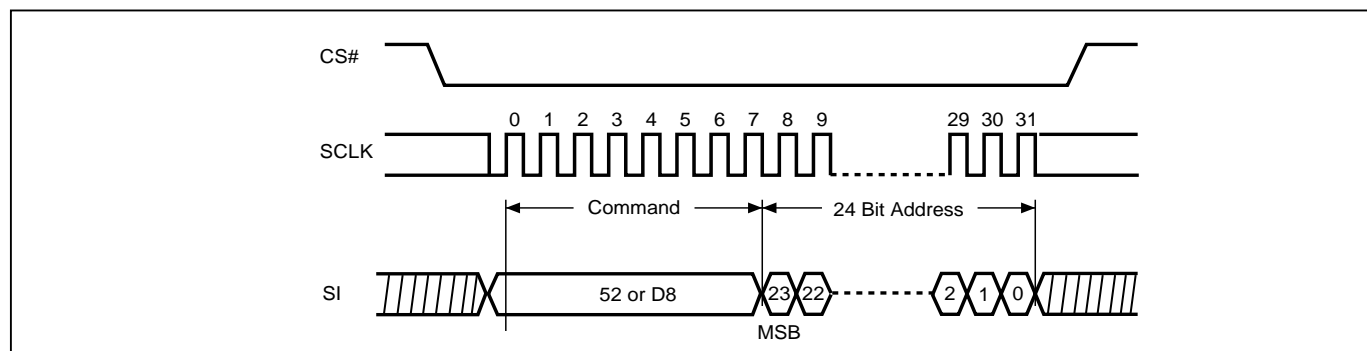 CS#
0 1 2 3 4 5 6 7 8 9 29 30 31
SCLK
Command 24 Bit Address
SI 52 or D8 23 22 2 1 0
MSB